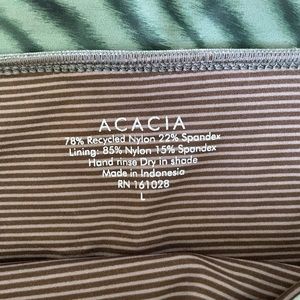 ACACIA
78% Recycled Nylon 22% Spandex
Lining: 85% Nylon 15% Spandex
Hand rinse Dry in shade
Made in Indonesia
RN 161028
L